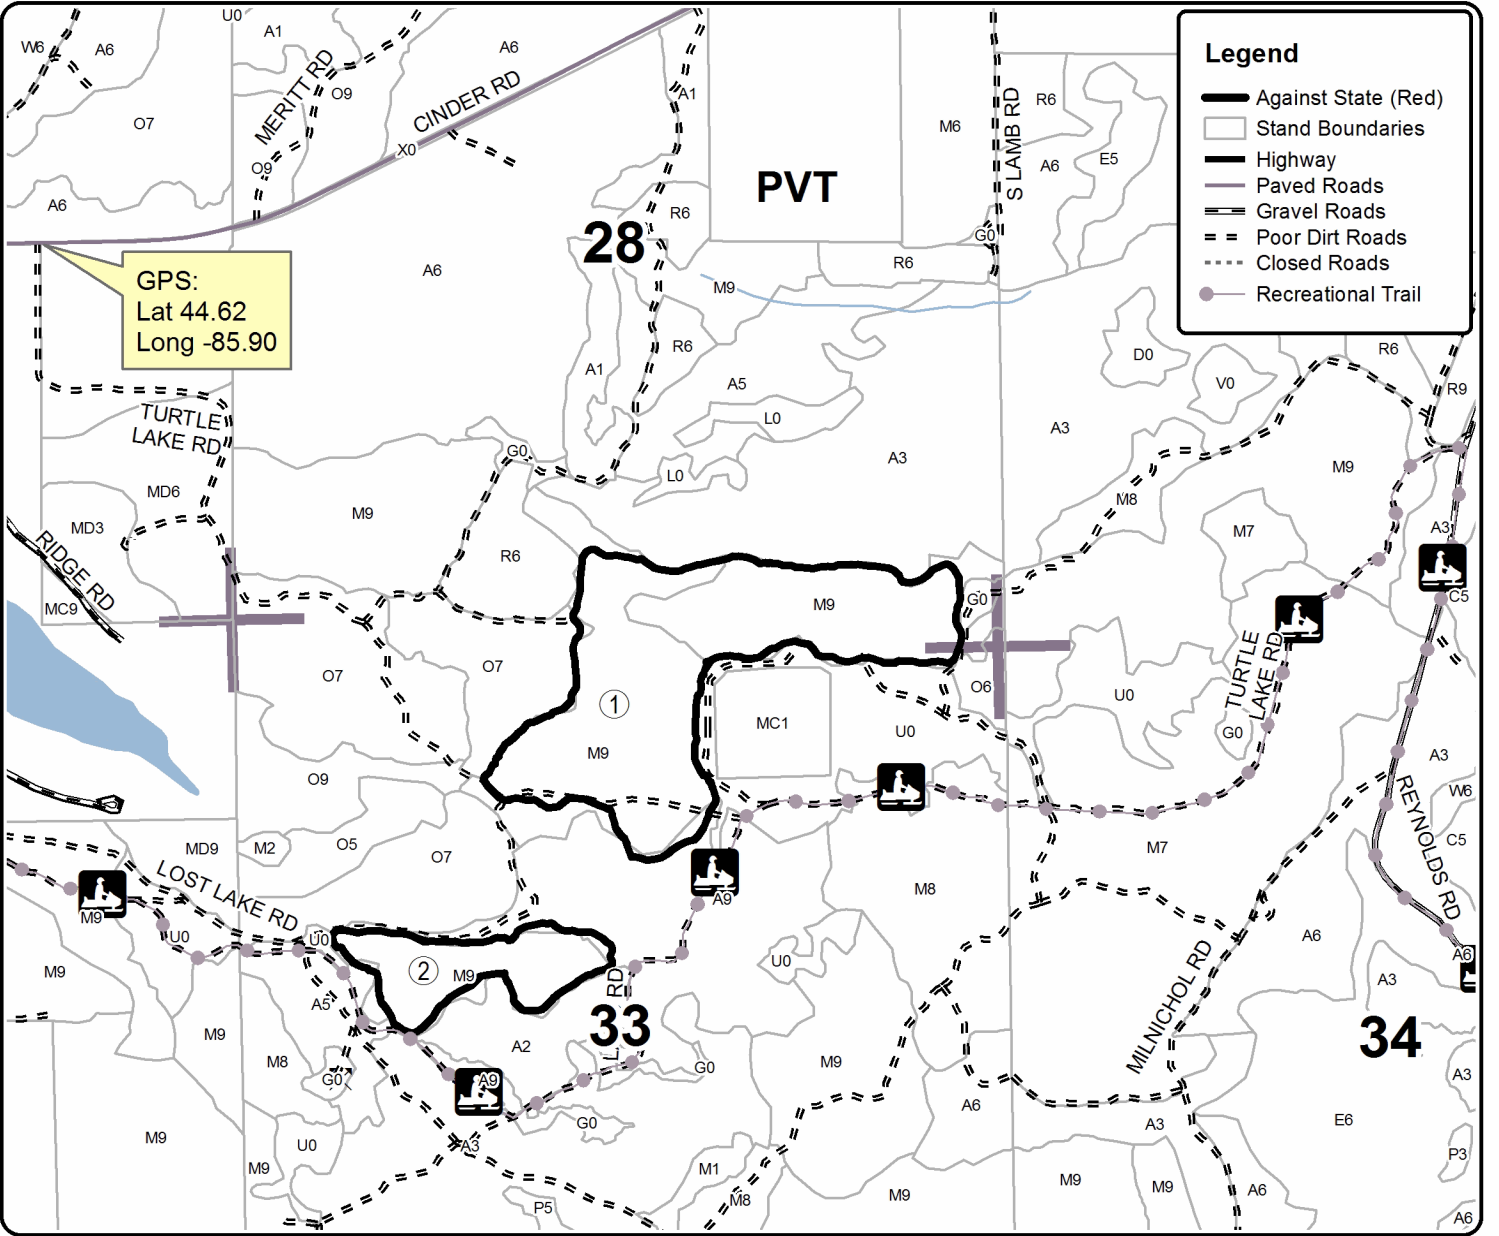 U0
A1
W6
A6
A6
MERITT RD
O9
CINDER RD
A1
O7
X0
M6
S LAMB RD
R6
A6
E5
O9
PVT
A6
R6
28
G0
R6
A6
M9
GPS:
Lat 44.62
Long -85.90
Legend
Against State (Red)
Stand Boundaries
Highway
Paved Roads
Gravel Roads
Poor Dirt Roads
Closed Roads
Recreational Trail
R6
D0
R6
A1
A5
V0
R9
TURTLE
LAKE RD
L0
A3
G0
A3
M9
L0
MD6
M9
M8
MD3
M7
A3
RIDGE RD
R6
MC9
M9
G0
C5
O7
O7
1
O6
U0
TURTLE
LAKE RD
MC1
U0
G0
M9
O9
A3
REYNOLDS RD
W6
MD9
M2
O5
O7
M7
C5
LOST LAKE RD
M8
A9
M9
U0
U0
A6
A6
M9
2
M9
U0
A3
RD
A5
33
MILNICHOL RD
34
M9
M8
A2
M9
G0
G0
A9
A3
A6
M9
U0
A3
G0
A3
E6
M9
M1
P3
M8
M9
M9
M9
A6
P5
A6